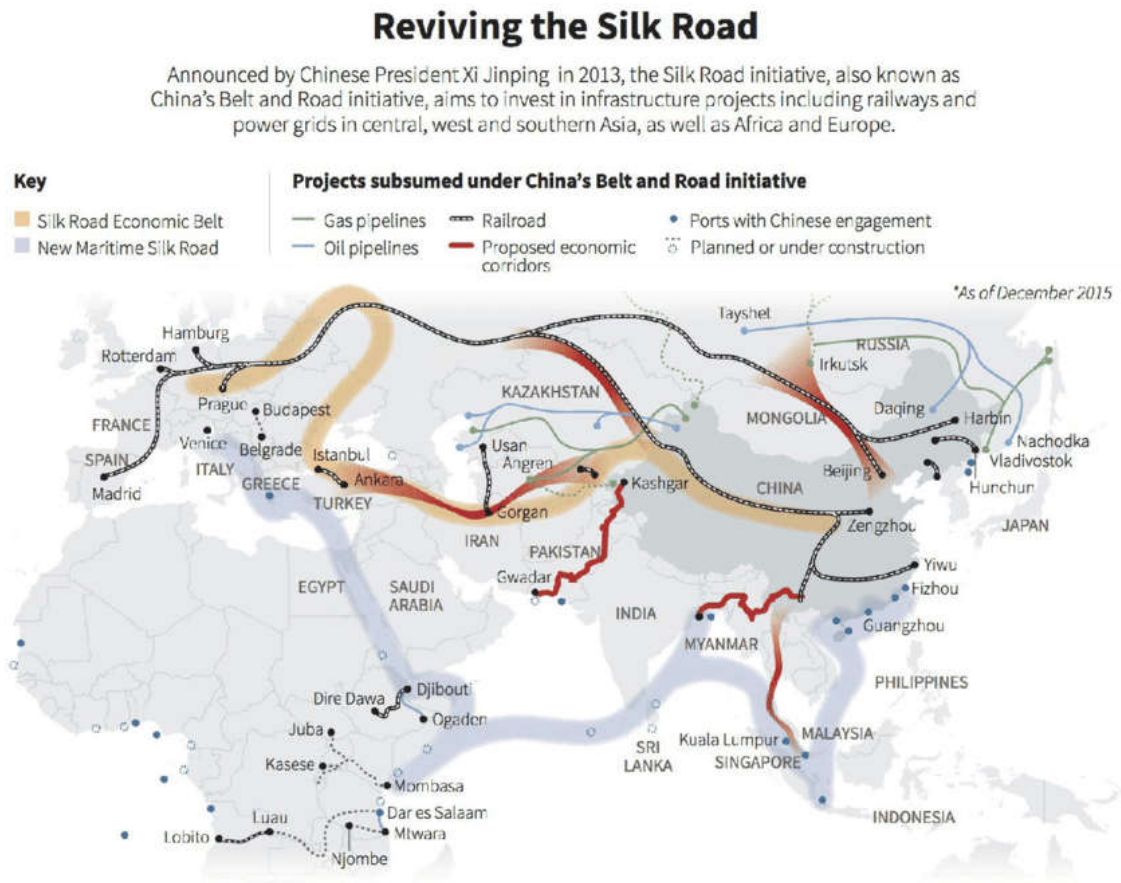 Reviving the Silk Road
Announced by Chinese President Xi Jinping in 2013, the Silk Road initiative, also known as
China's Belt and Road initiative, aims to invest in infrastructure projects including railways and
power grids in central, west and southern Asia, as well as Africa and Europe.
Key
Silk Road Economic Belt
New Maritime Silk Road
Projects subsumed under China's Belt and Road initiative
Gas pipelines
Oil pipelines
Railroad
Proposed economic
corridors
Ports with Chinese engagement
Planned or under construction
*As of December 2015
Tayshet
Hamburg
RUSSIA
Rotterdam
Irkutsk
KAZAKHSTAN
Prague
Budapest
MONGOLIA
Daqing
Harbin
FRANCE
Venice
Belgrade
Usan
Nachodka
SPAIN
ITALY
Istanbul
Angren
Vladivostok
Madrid
GREECE
Ankara
Beijing
Kashgar
CHINA
Hunchun
TURKEY
Gorgan
Zengzhou
JAPAN
IRAN
PAKISTAN
Yiwu
EGYPT
SAUDI
ARABIA
Gwadar
Fizhou
INDIA
Guangzhou
MYANMAR
PHILIPPINES
Djibouti
Dire Dawa
Ogaden
Juba
Kuala Lumpur
MALAYSIA
SRI
LANKA
SINGAPORE
Kasese
Mombasa
Dar es Salaam
INDONESIA
Luau
Lobito
Mtwara
Njombe